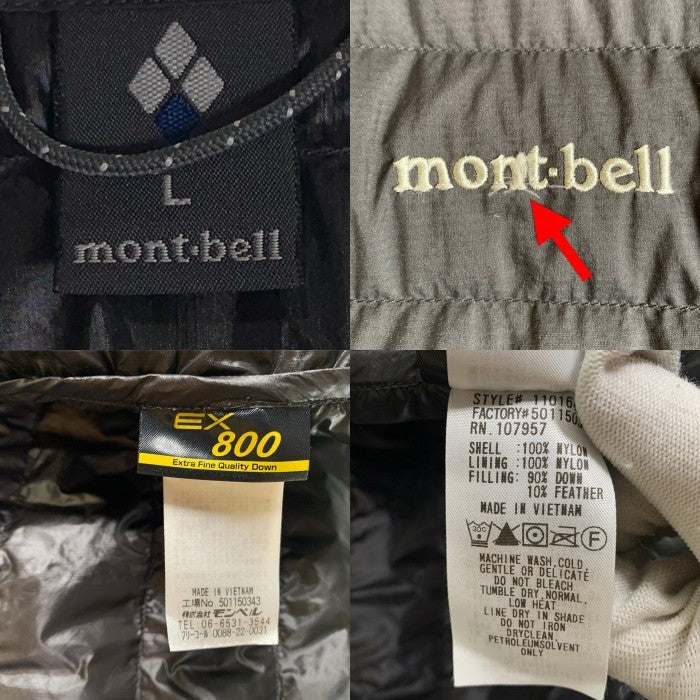 L
mont·bell
mont·bell
EX
800
Extra Fine Quality Down
MADE IN VIETNAM
工場No. 501150343
株式会社モンベル
TEL. 06-6531-3544
フリーコール 0088-22-0031
STYLE# 11016
FACTORY# 5011503
RN. 107957
SHELL :100% NYLON
LINING :100% NYLON
FILLING: 90% DOWN
10% FEATHER
MADE IN VIETNAM
30C
F
MACHINE WASH, COLD,
GENTLE OR DELICATE
DO NOT BLEACH
TUMBLE DRY, NORMAL,
LOW HEAT
LINE DRY IN SHADE
DO NOT IRON
DRYCLEAN,
PETROLEUMSOLVENT
ONLY